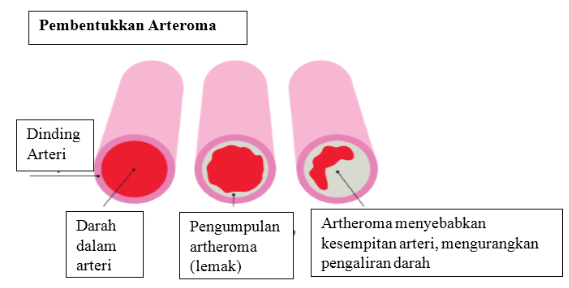 Pembentukkan Arteroma
Dinding
Arteri
Darah
dalam
arteri
Pengumpulan
artheroma
(lemak)
Artheroma menyebabkan
kesempitan arteri, mengurangkan
pengaliran darah